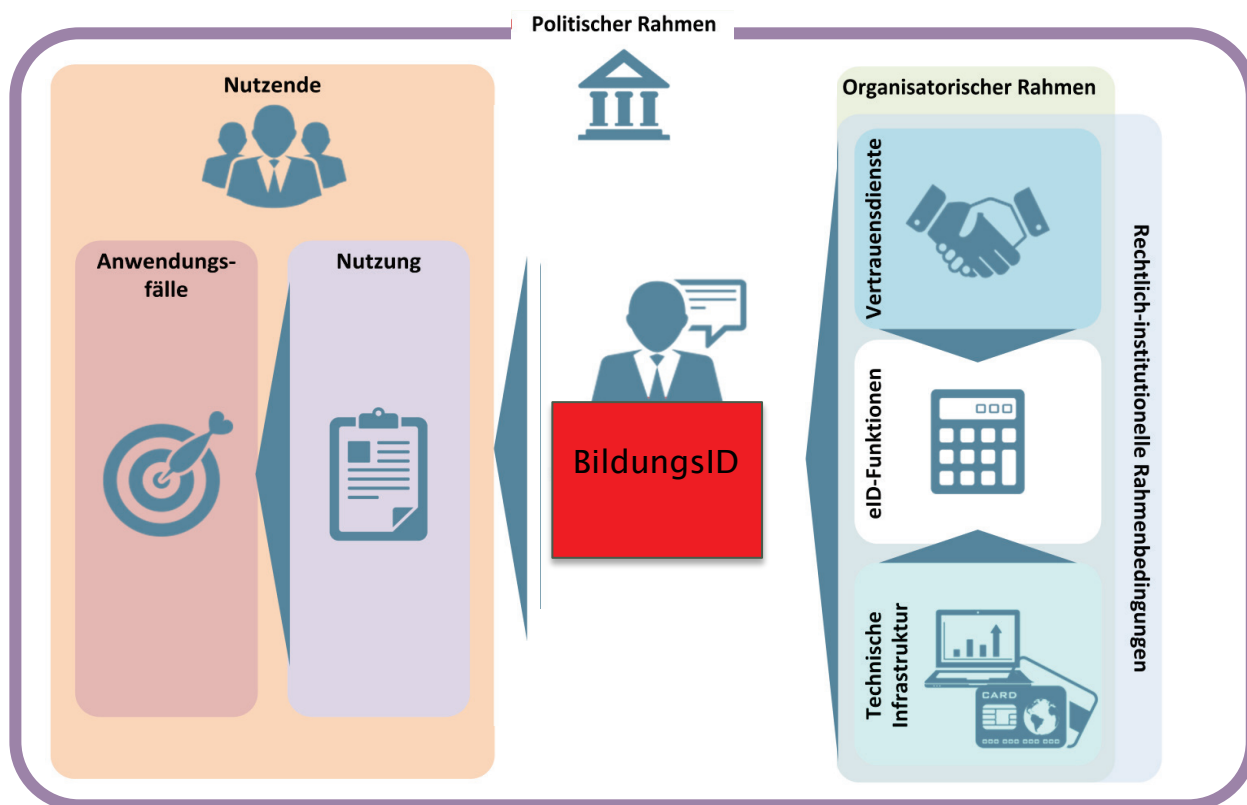 Politischer Rahmen
Nutzende
Anwendungs-
fälle
Nutzung
BildungsID
Organisatorischer Rahmen
Vertrauensdienste
eID-Funktionen
Technische
Infrastruktur
CARD
Rechtlich-institutionelle Rahmenbedingungen